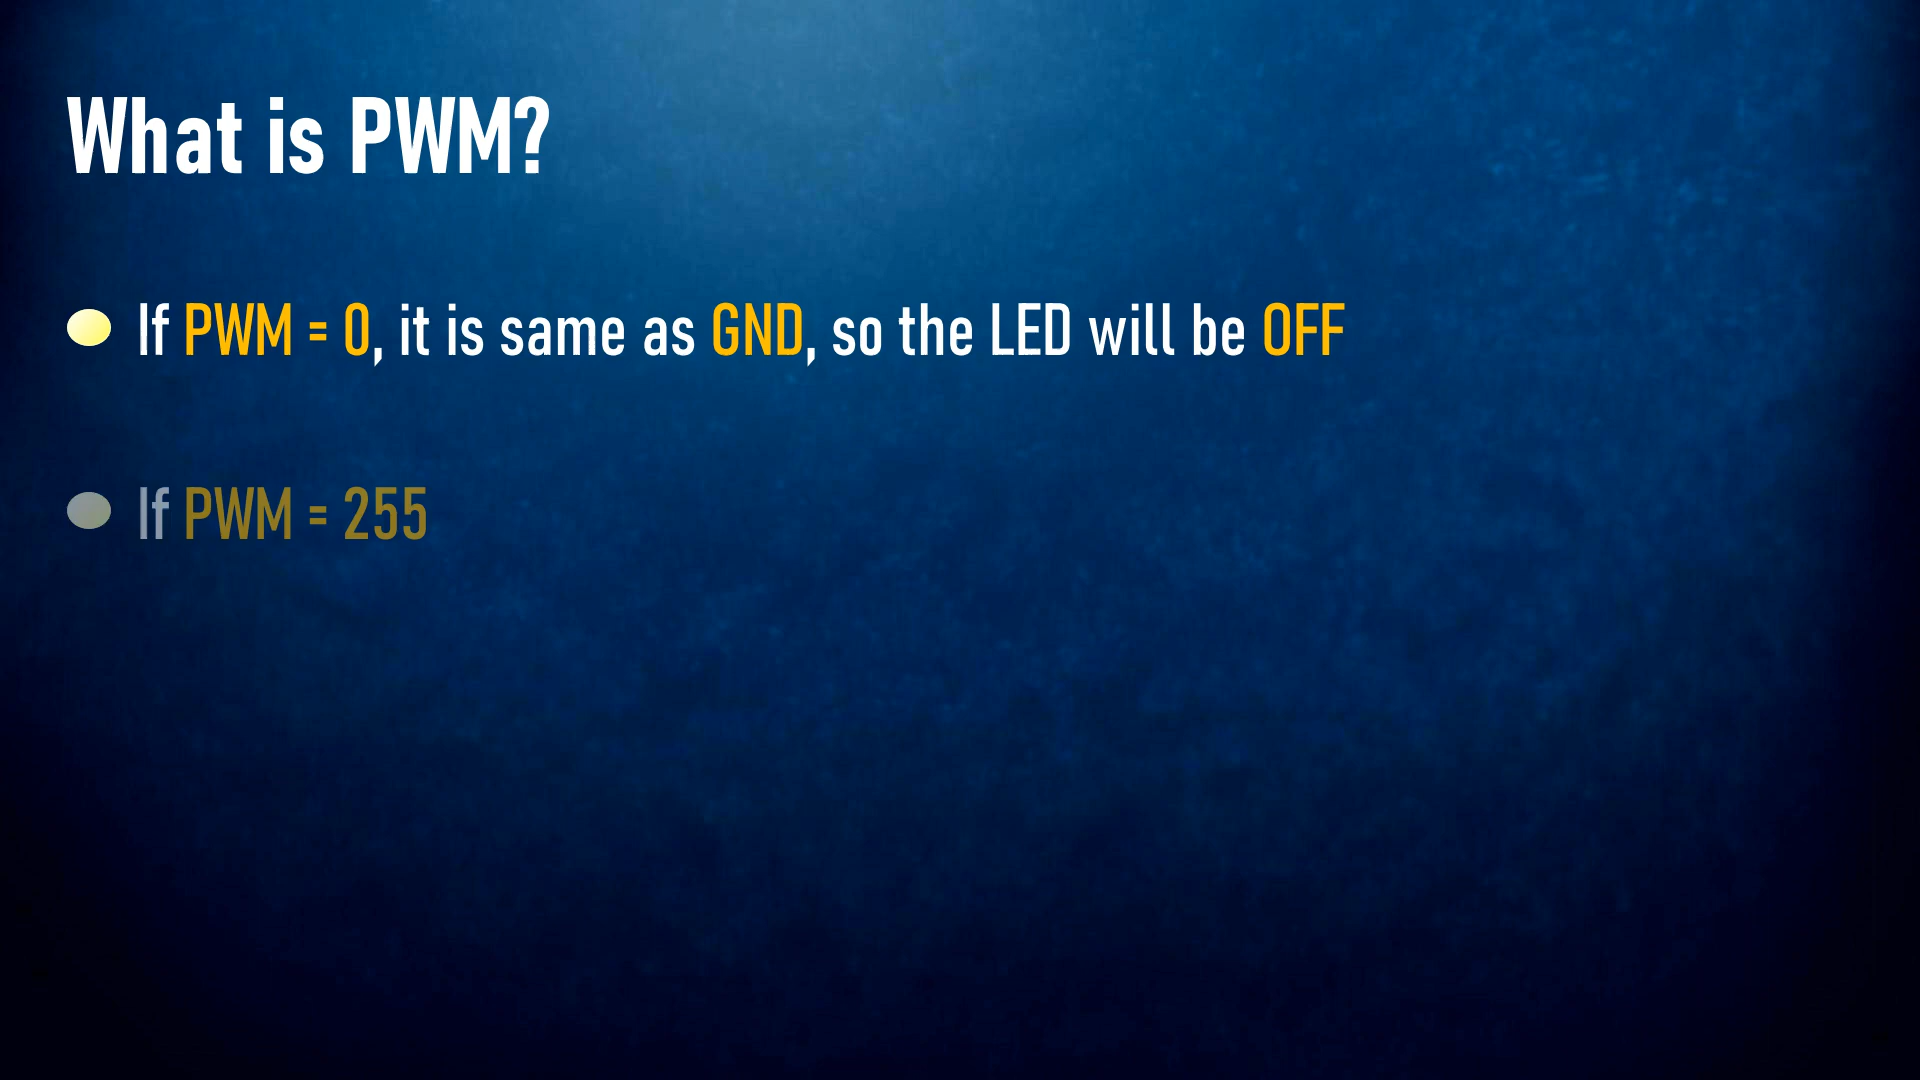 What is PWM?
If PWM = 0, it is same as GND, so the LED will be OFF
If PWM = 255